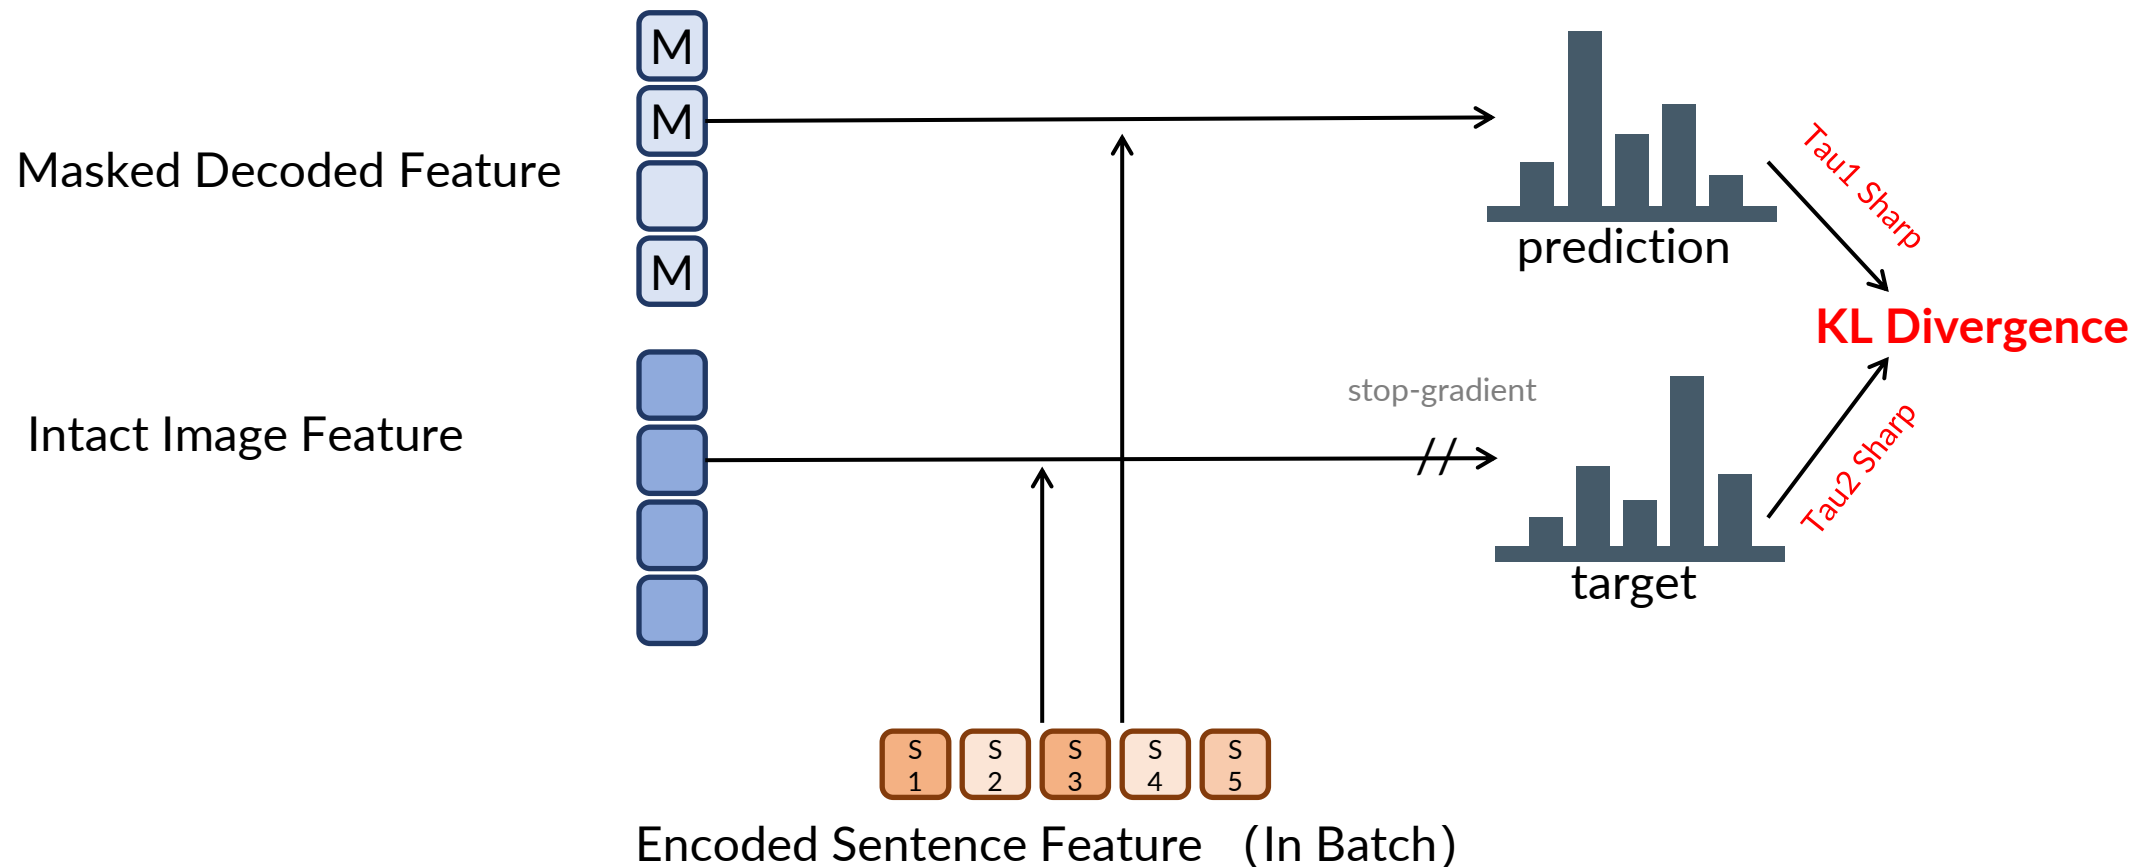 M
M
Masked Decoded Feature
M
prediction
Tau1 Sharp
KL Divergence
stop-gradient
Intact Image Feature
//
Tau2 Sharp
target
S
1
S
2
S
3
S
4
S
5
Encoded Sentence Feature （In Batch）